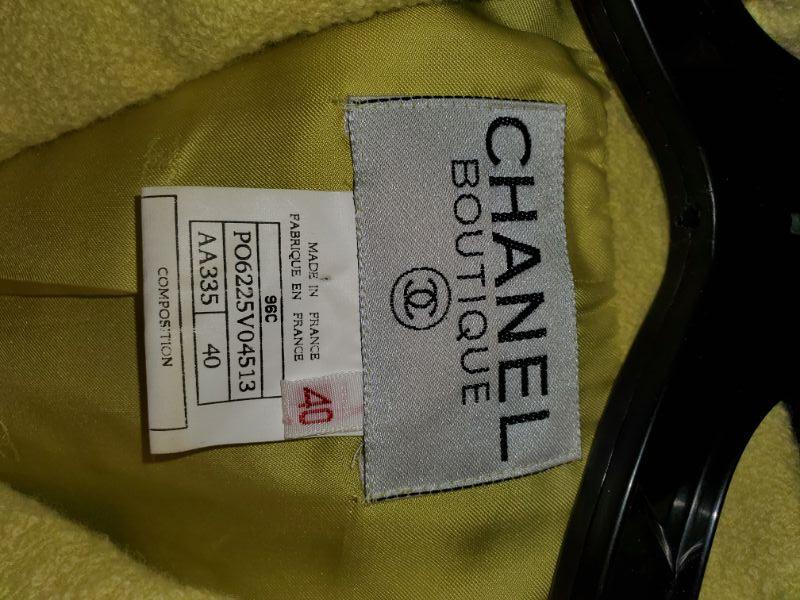 CHANEL
BOUTIQUE
40
MADE IN FRANCE
FABRIQUE EN FRANCE
96C
PO6225V04513
AA335 40
COMPOSITION